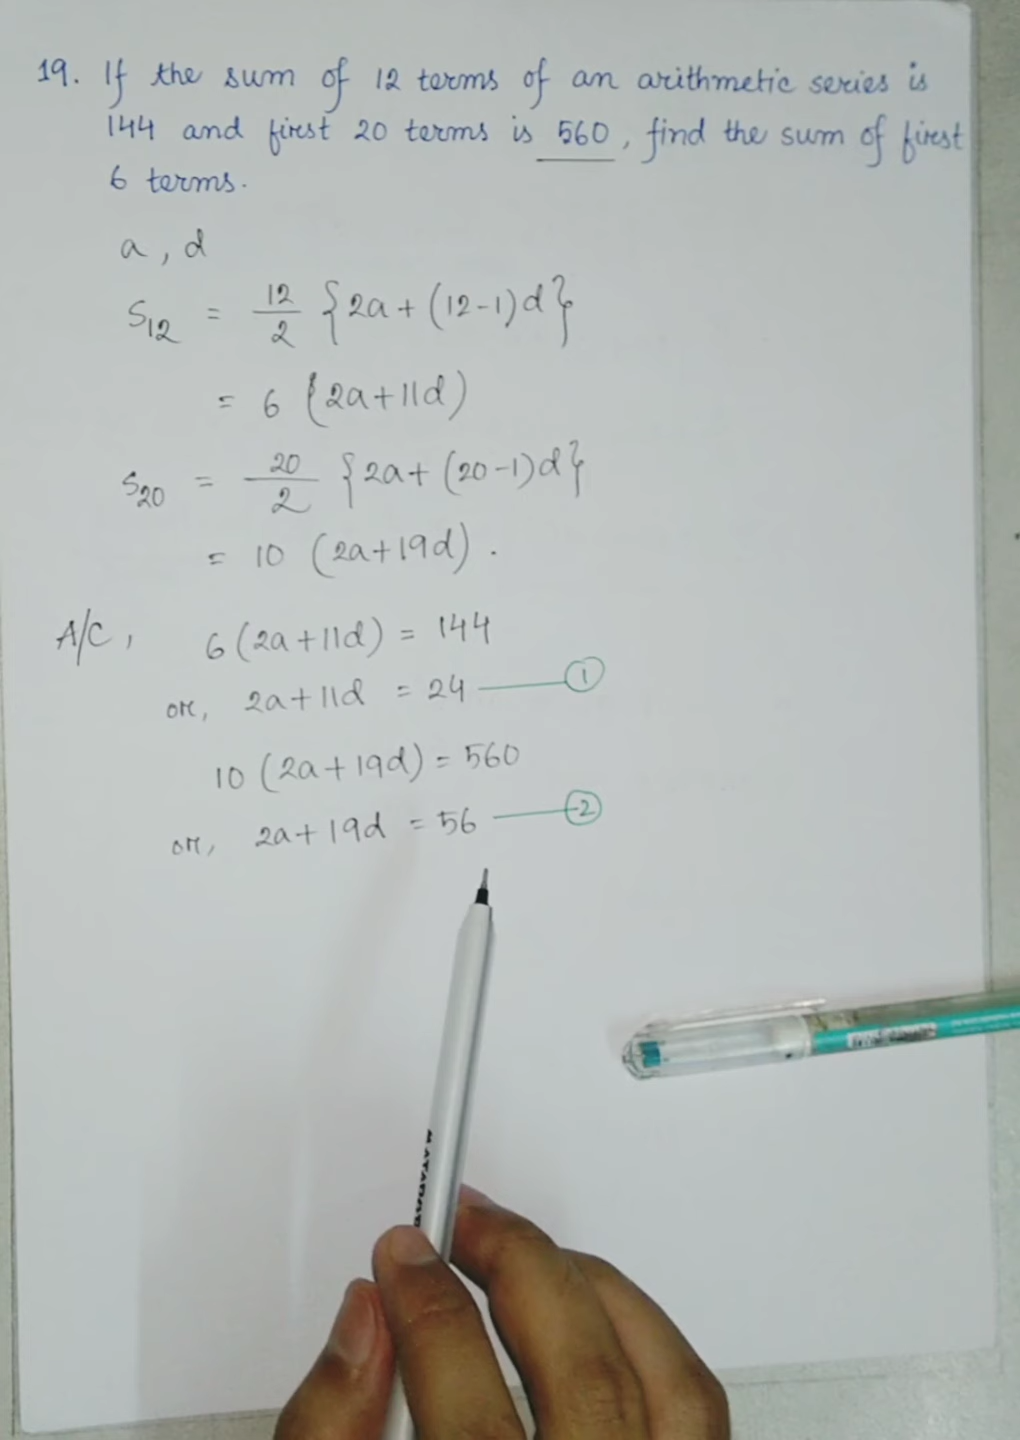 19. If the sum of 12 terms of an arithmetic series is
144 and first 20 terms is 560, find the sum of first
6 terms.
a, d
S₁₂ = 12/2 {2a+(12-1)d}
= 6 (2a+11d)
S₂₀ = 20/2 {2a+(20-1)d}
= 10 (2a+19d).
A/C, 6(2a+11d) = 144
or, 2a+11d = 24 ——①
10(2a+19d) = 560
or, 2a+19d = 56 ——②
MATADOR